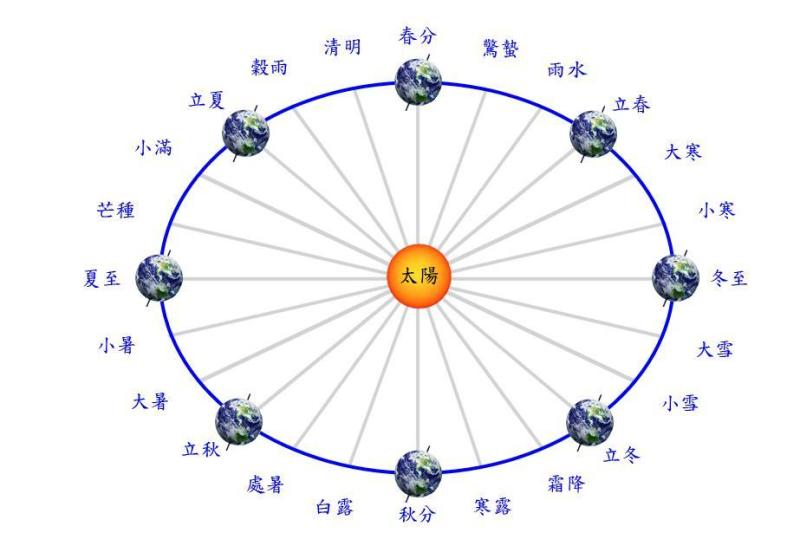 春分
清明
驚蟄
穀雨
雨水
立夏
立春
小滿
大寒
芒種
小寒
夏至
太陽
冬至
小暑
大雪
大暑
小雪
立秋
立冬
處暑
霜降
白露
秋分
寒露